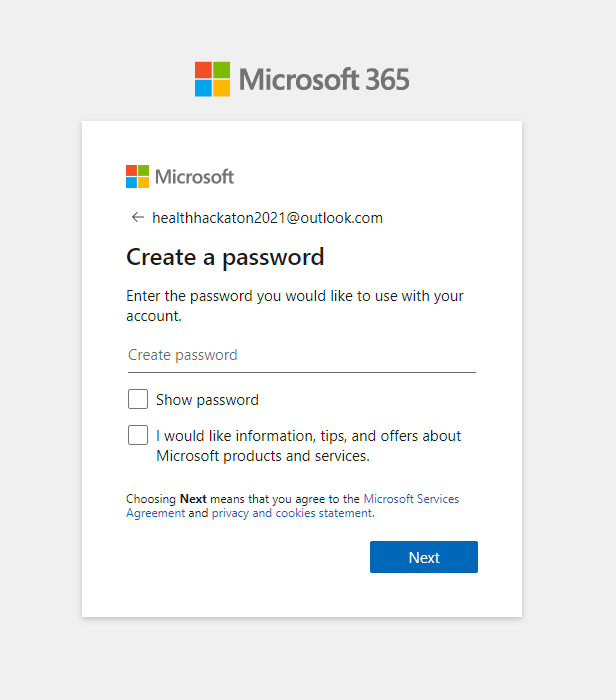 Microsoft 365
Microsoft
← healthhackaton2021@outlook.com
Create a password
Enter the password you would like to use with your
account.
Create password
Show password
I would like information, tips, and offers about
Microsoft products and services.
Choosing Next means that you agree to the Microsoft Services
Agreement and privacy and cookies statement.
Next